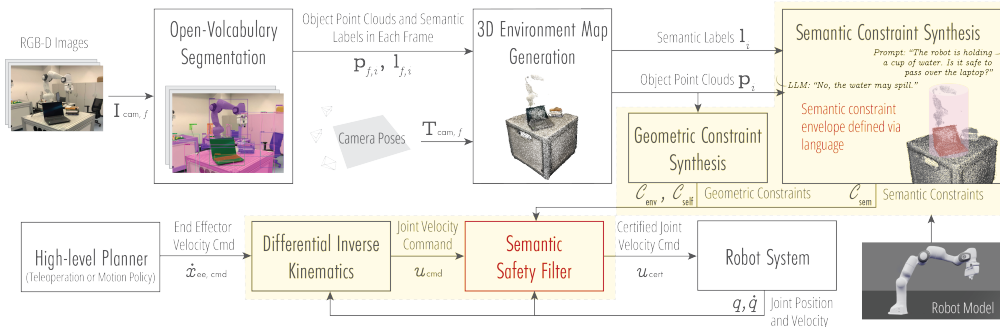 RGB-D Images
I cam, f
Open-Volcabulary
Segmentation
Object Point Clouds and Semantic
Labels in Each Frame
p f,i , l f,i
Camera Poses
T cam, f
3D Environment Map
Generation
Semantic Labels l i
Object Point Clouds p i
Semantic Constraint Synthesis
Prompt: “The robot is holding
a cup of water. Is it safe to
pass over the laptop?”
LLM: “No, the water may spill.”
Semantic constraint
envelope defined via
language
Geometric Constraint
Synthesis
C env , C self
Geometric Constraints
C sem
Semantic Constraints
High-level Planner
(Teleoperation or Motion Policy)
End Effector
Velocity Cmd
ẋ ee, cmd
Differential Inverse
Kinematics
Joint Velocity
Command
u cmd
Semantic
Safety Filter
Certified Joint
Velocity Cmd
u cert
Robot System
q, q̇
Joint Position
and Velocity
Robot Model